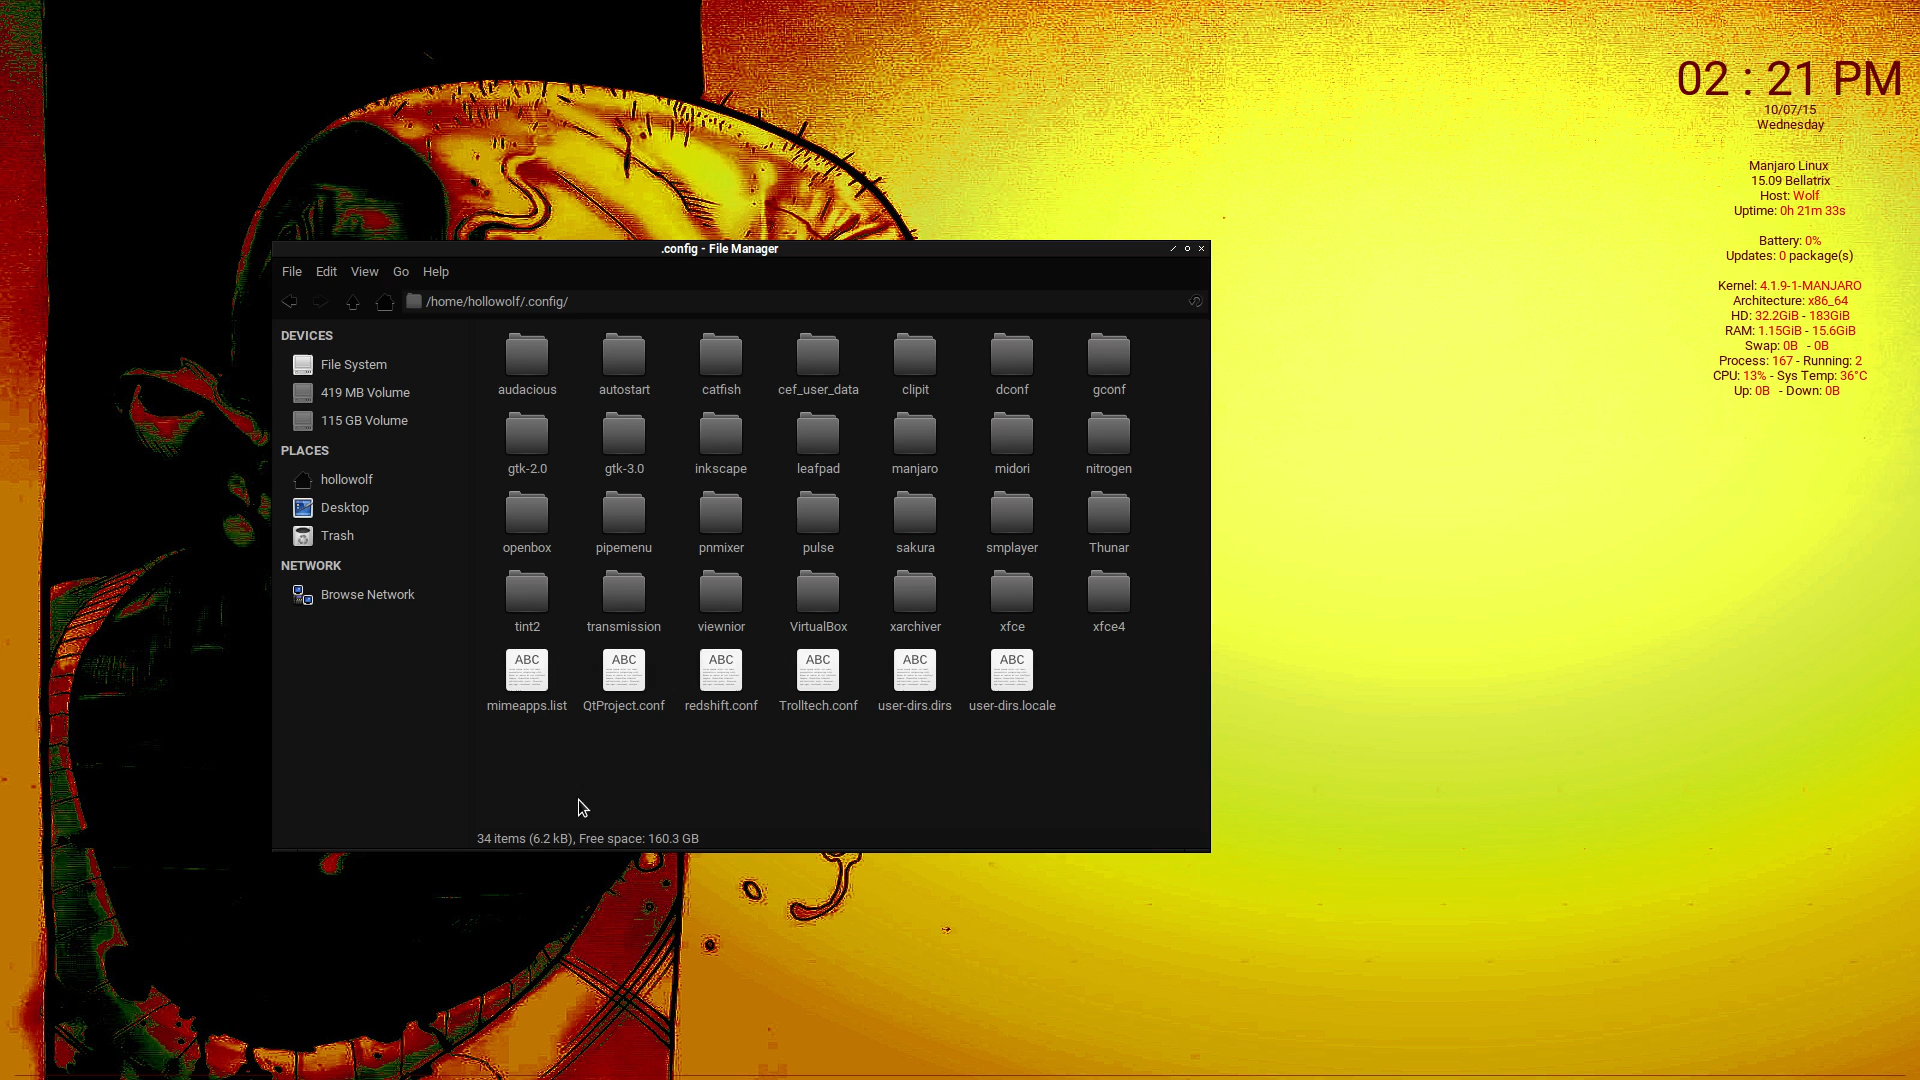 02 : 21 PM
10/07/15
Wednesday
Manjaro Linux
15.09 Bellatrix
Host: Wolf
Uptime: 0h 21m 33s
Battery: 0%
Updates: 0 package(s)
Kernel: 4.1.9-1-MANJARO
Architecture: x86_64
HD: 32.2GiB - 183GiB
RAM: 1.15GiB - 15.6GiB
Swap: 0B - 0B
Process: 167 - Running: 2
CPU: 13% - Sys Temp: 36°C
Up: 0B - Down: 0B
.config - File Manager
File Edit View Go Help
/home/hollowolf/.config/
DEVICES
File System
419 MB Volume
115 GB Volume
PLACES
hollowolf
Desktop
Trash
NETWORK
Browse Network
audacious autostart catfish cef_user_data clipit dconf gconf
gtk-2.0 gtk-3.0 inkscape leafpad manjaro midori nitrogen
openbox pipemenu pnmixer pulse sakura smplayer Thunar
tint2 transmission viewnior VirtualBox xarchiver xfce xfce4
ABC ABC ABC ABC ABC ABC
mimeapps.list QtProject.conf redshift.conf Trolltech.conf user-dirs.dirs user-dirs.locale
34 items (6.2 kB), Free space: 160.3 GB